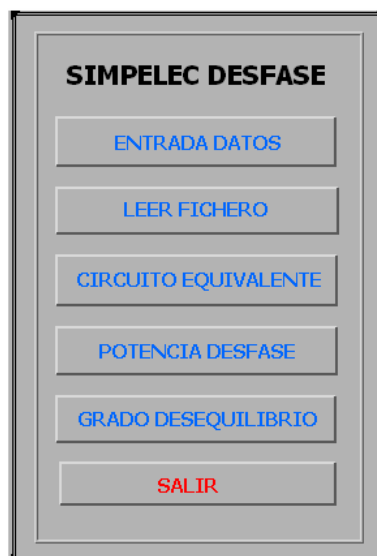 SIMPELEC DESFASE
ENTRADA DATOS
LEER FICHERO
CIRCUITO EQUIVALENTE
POTENCIA DESFASE
GRADO DESEQUILIBRIO
SALIR